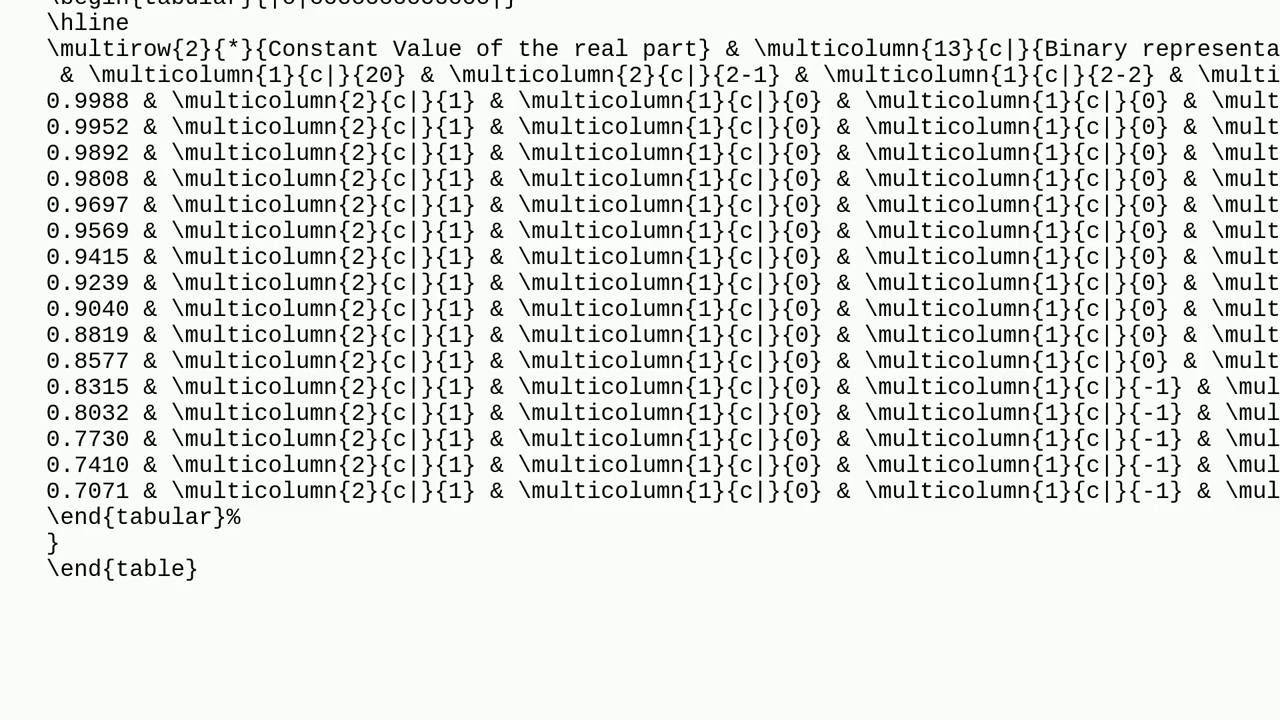 \begin{tabular}{|c|ccccccccccccc|}
\hline
\multirow{2}{*}{Constant Value of the real part} & \multicolumn{13}{c|}{Binary representa
& \multicolumn{1}{c|}{20} & \multicolumn{2}{c|}{2-1} & \multicolumn{1}{c|}{2-2} & \multi
0.9988 & \multicolumn{2}{c|}{1} & \multicolumn{1}{c|}{0} & \multicolumn{1}{c|}{0} & \mult
0.9952 & \multicolumn{2}{c|}{1} & \multicolumn{1}{c|}{0} & \multicolumn{1}{c|}{0} & \mult
0.9892 & \multicolumn{2}{c|}{1} & \multicolumn{1}{c|}{0} & \multicolumn{1}{c|}{0} & \mult
0.9808 & \multicolumn{2}{c|}{1} & \multicolumn{1}{c|}{0} & \multicolumn{1}{c|}{0} & \mult
0.9697 & \multicolumn{2}{c|}{1} & \multicolumn{1}{c|}{0} & \multicolumn{1}{c|}{0} & \mult
0.9569 & \multicolumn{2}{c|}{1} & \multicolumn{1}{c|}{0} & \multicolumn{1}{c|}{0} & \mult
0.9415 & \multicolumn{2}{c|}{1} & \multicolumn{1}{c|}{0} & \multicolumn{1}{c|}{0} & \mult
0.9239 & \multicolumn{2}{c|}{1} & \multicolumn{1}{c|}{0} & \multicolumn{1}{c|}{0} & \mult
0.9040 & \multicolumn{2}{c|}{1} & \multicolumn{1}{c|}{0} & \multicolumn{1}{c|}{0} & \mult
0.8819 & \multicolumn{2}{c|}{1} & \multicolumn{1}{c|}{0} & \multicolumn{1}{c|}{0} & \mult
0.8577 & \multicolumn{2}{c|}{1} & \multicolumn{1}{c|}{0} & \multicolumn{1}{c|}{0} & \mult
0.8315 & \multicolumn{2}{c|}{1} & \multicolumn{1}{c|}{0} & \multicolumn{1}{c|}{-1} & \mul
0.8032 & \multicolumn{2}{c|}{1} & \multicolumn{1}{c|}{0} & \multicolumn{1}{c|}{-1} & \mul
0.7730 & \multicolumn{2}{c|}{1} & \multicolumn{1}{c|}{0} & \multicolumn{1}{c|}{-1} & \mul
0.7410 & \multicolumn{2}{c|}{1} & \multicolumn{1}{c|}{0} & \multicolumn{1}{c|}{-1} & \mul
0.7071 & \multicolumn{2}{c|}{1} & \multicolumn{1}{c|}{0} & \multicolumn{1}{c|}{-1} & \mul
\end{tabular}%
}
\end{table}